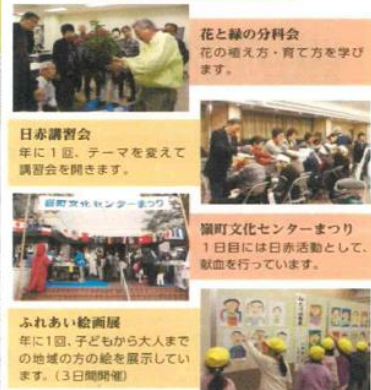 花と緑の分科会
花の植え方・育て方を学び
ます。
日赤講習会
年に1回、テーマを変えて
講習会を開きます。
嶺町文化センターまつり
嶺町文化センターまつり
1日目には日赤活動として、
献血を行っています。
ふれあい絵画展
年に1回、子どもから大人まで
の地域の方の絵を展示してい
ます。(3日間開催)